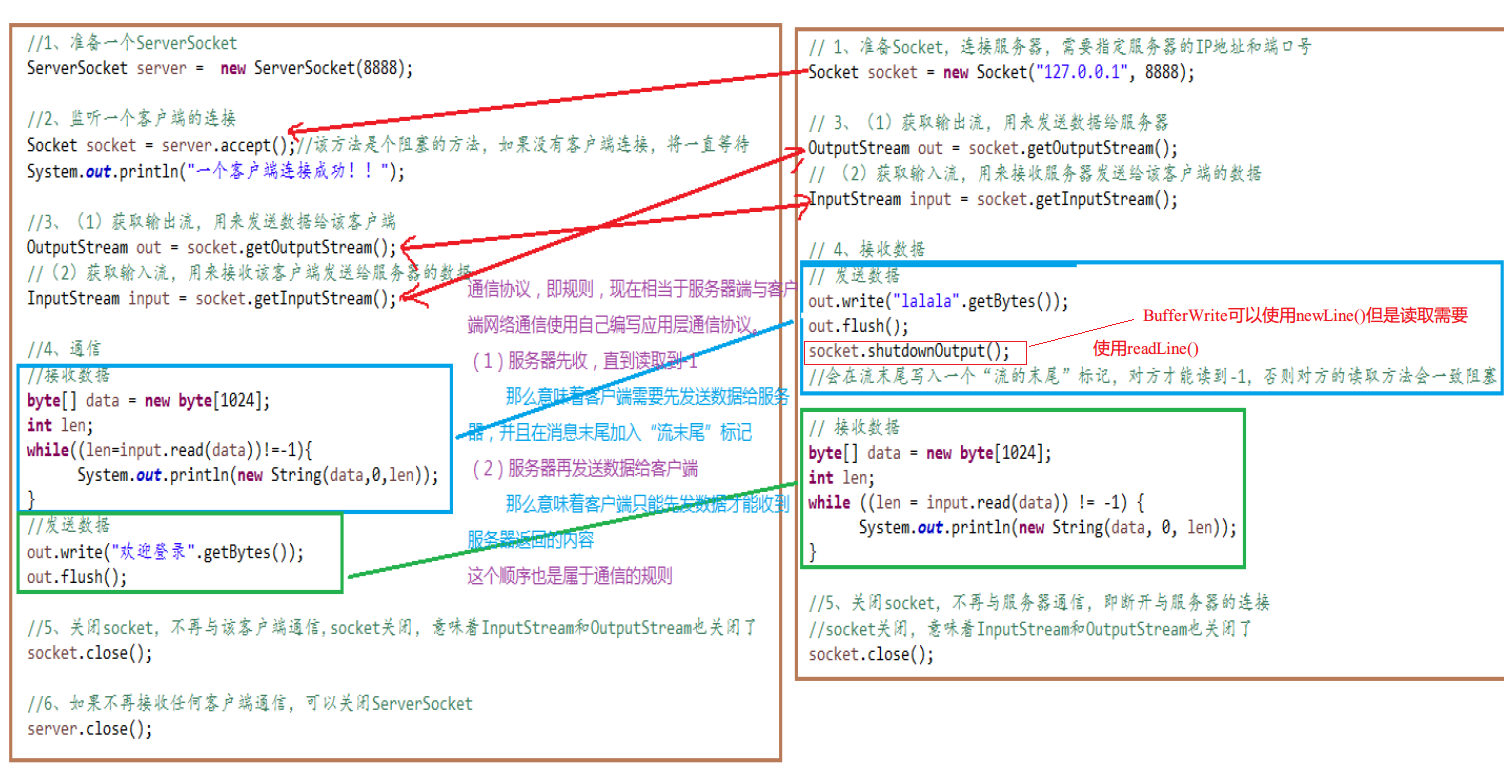 //1、准备一个ServerSocket
ServerSocket server =  new ServerSocket(8888);
//2、监听一个客户端的连接
Socket socket = server.accept();//该方法是个阻塞的方法，如果没有客户端连接，将一直等待
System.out.println("一个客户端连接成功！！");
//3、（1）获取输出流，用来发送数据给该客户端
OutputStream out = socket.getOutputStream();
//（2）获取输入流，用来接收该客户端发送给服务器的数据
InputStream input = socket.getInputStream();
//4、通信
//接收数据
byte[] data = new byte[1024];
int len;
while((len=input.read(data))!=-1){
System.out.println(new String(data,0,len));
}
//发送数据
out.write("欢迎登录".getBytes());
out.flush();
//5、关闭socket，不再与该客户端通信,socket关闭，意味着InputStream和OutputStream也关闭了
socket.close();
//6、如果不再接收任何客户端通信，可以关闭ServerSocket
server.close();
通信协议，即规则，现在相当于服务器端与客户
端网络通信使用自己编写应用层通信协议。
（1）服务器先收，直到读取到-1
那么意味着客户端需要先发送数据给服务
器，并且在消息末尾加入“流末尾”标记
（2）服务器再发送数据给客户端
那么意味着客户端只能先发数据才能收到
服务器返回的内容
这个顺序也是属于通信的规则
// 1、准备Socket，连接服务器，需要指定服务器的IP地址和端口号
Socket socket = new Socket("127.0.0.1", 8888);
// 3、（1）获取输出流，用来发送数据给服务器
OutputStream out = socket.getOutputStream();
// （2）获取输入流，用来接收服务器发送给该客户端的数据
InputStream input = socket.getInputStream();
// 4、接收数据
// 发送数据
out.write("lalala".getBytes());
out.flush();
socket.shutdownOutput();
BufferWrite可以使用newLine()但是读取需要
使用readLine()
//会在流末尾写入一个“流的末尾”标记，对方才能读到-1，否则对方的读取方法会一致阻塞
// 接收数据
byte[] data = new byte[1024];
int len;
while ((len = input.read(data)) != -1) {
System.out.println(new String(data, 0, len));
}
//5、关闭socket，不再与服务器通信，即断开与服务器的连接
//socket关闭，意味着InputStream和OutputStream也关闭了
socket.close();